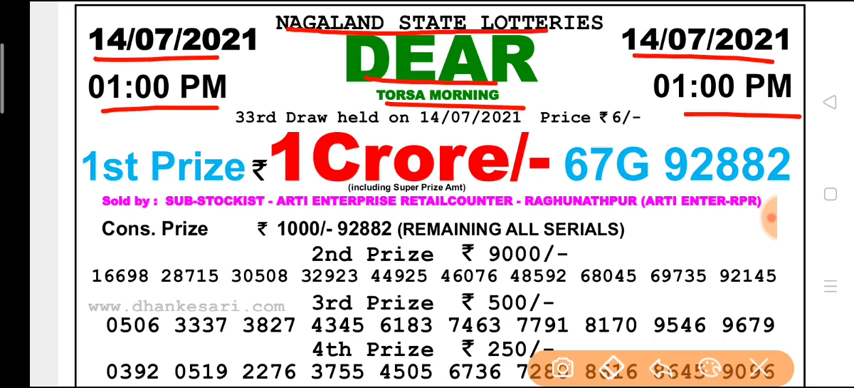 NAGALAND STATE LOTTERIES
14/07/2021 DEAR 14/07/2021
01:00 PM TORSA MORNING 01:00 PM
33rd Draw held on 14/07/2021 Price ₹ 6/-
1st Prize ₹ 1Crore/- 67G 92882
(including Super Prize Amt)
Sold by : SUB-STOCKIST - ARTI ENTERPRISE RETAILCOUNTER - RAGHUNATHPUR (ARTI ENTER-RPR)
Cons. Prize ₹ 1000/- 92882 (REMAINING ALL SERIALS)
2nd Prize ₹ 9000/-
16698 28715 30508 32923 44925 46076 48592 68045 69735 92145
www.dhankesari.com
3rd Prize ₹ 500/-
0506 3337 3827 4345 6183 7463 7791 8170 9546 9679
4th Prize ₹ 250/-
0392 0519 2276 3755 4505 6736